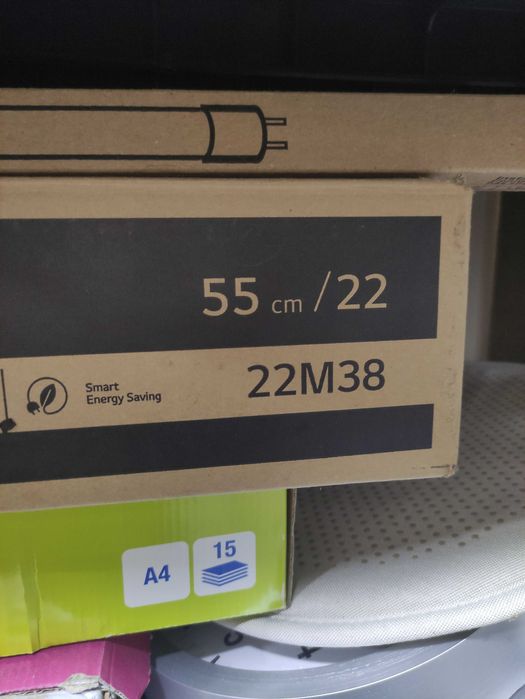 55 cm / 22
Smart
Energy Saving
22M38
A4
15